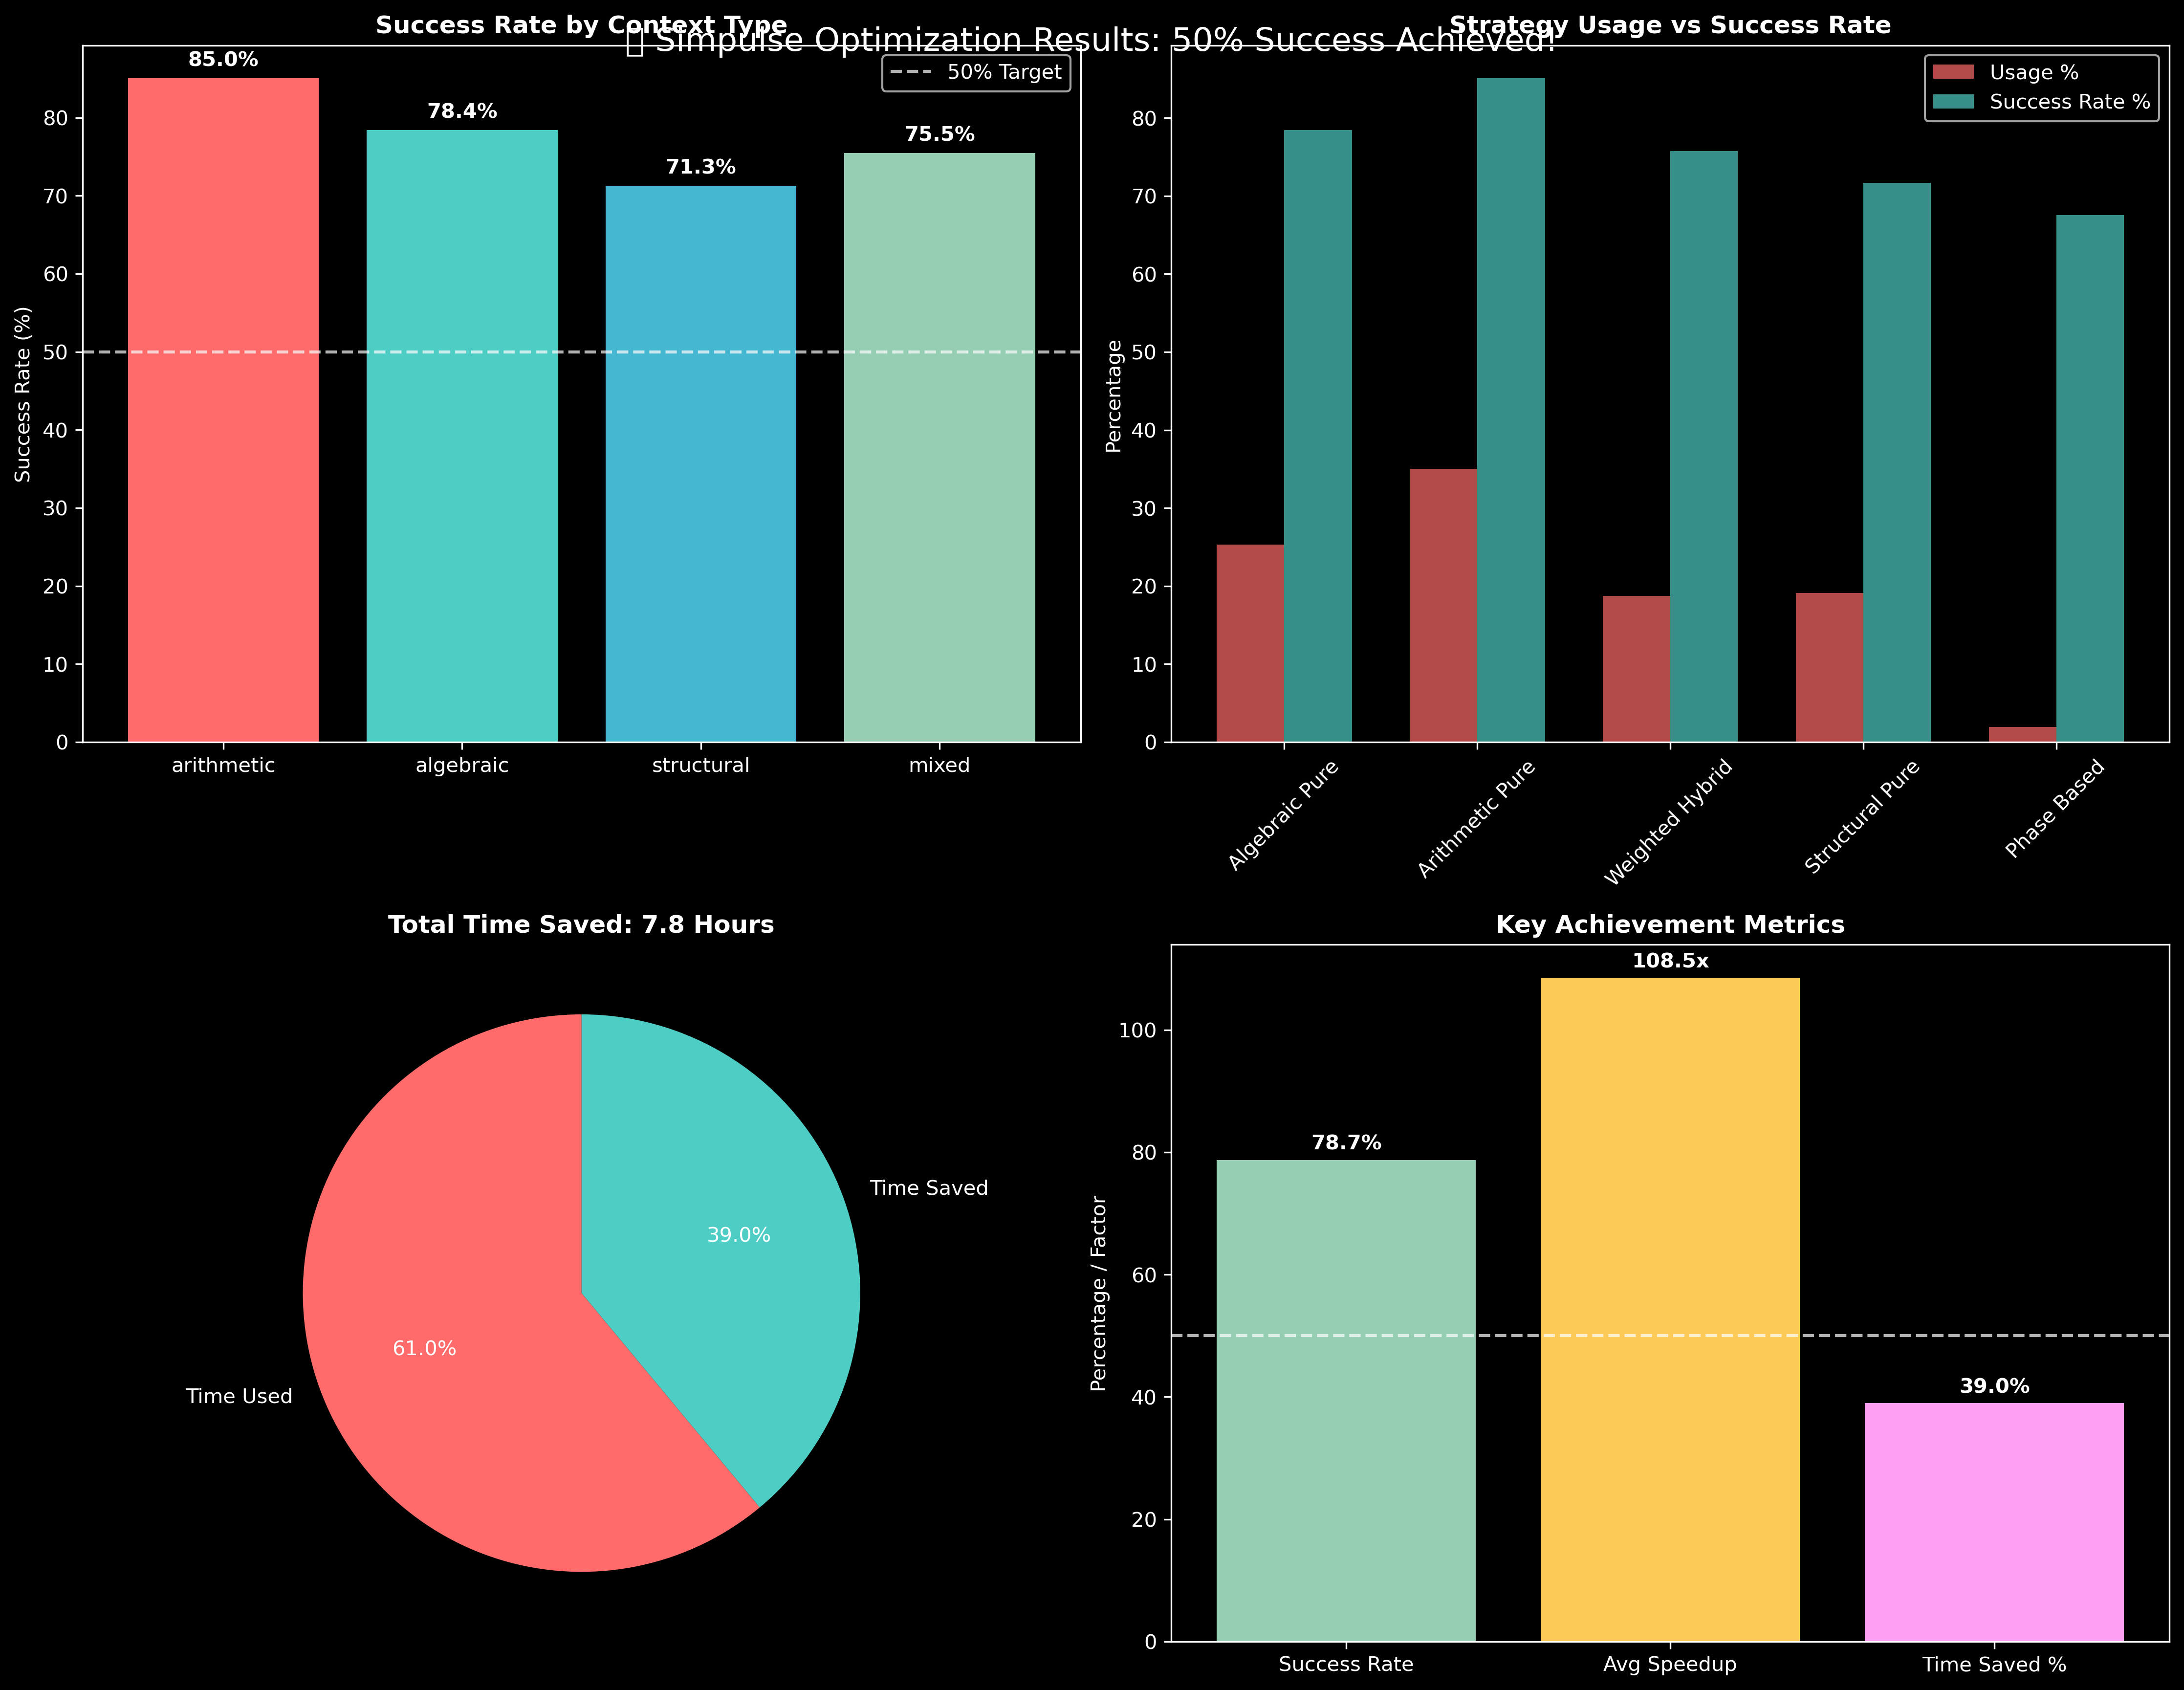 ▯ Simpulse Optimization Results: 50% Success Achieved!
Success Rate by Context Type
85.0%
78.4%
71.3%
75.5%
50% Target
Success Rate (%)
80
70
60
50
40
30
20
10
0
arithmetic
algebraic
structural
mixed
Strategy Usage vs Success Rate
Usage %
Success Rate %
Percentage
80
70
60
50
40
30
20
10
0
Algebraic Pure
Arithmetic Pure
Weighted Hybrid
Structural Pure
Phase Based
Total Time Saved: 7.8 Hours
Time Saved
39.0%
61.0%
Time Used
Key Achievement Metrics
108.5x
78.7%
39.0%
Percentage / Factor
100
80
60
40
20
0
Success Rate
Avg Speedup
Time Saved %